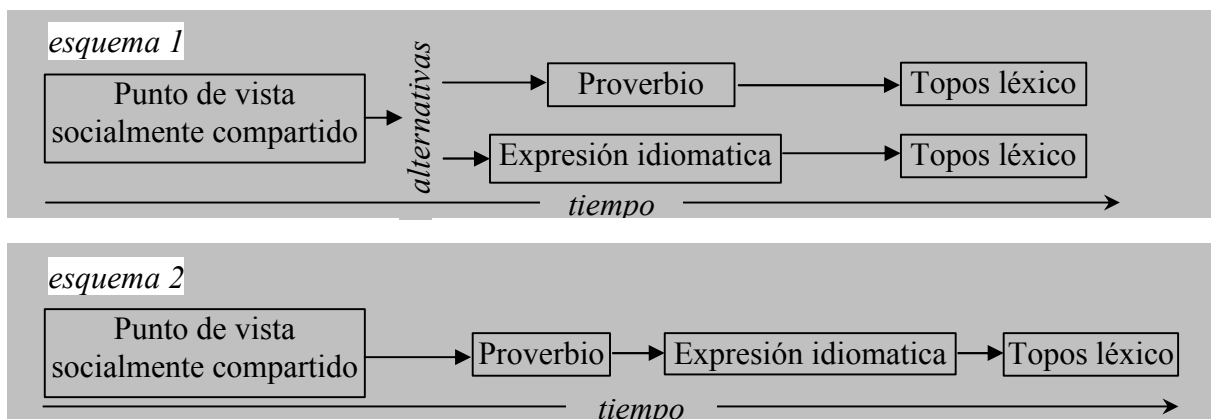 esquema 1
Punto de vista
socialmente compartido
alternativas
Proverbio
Topos léxico
Expresión idiomatica
Topos léxico
tiempo
esquema 2
Punto de vista
socialmente compartido
Proverbio
Expresión idiomatica
Topos léxico
tiempo